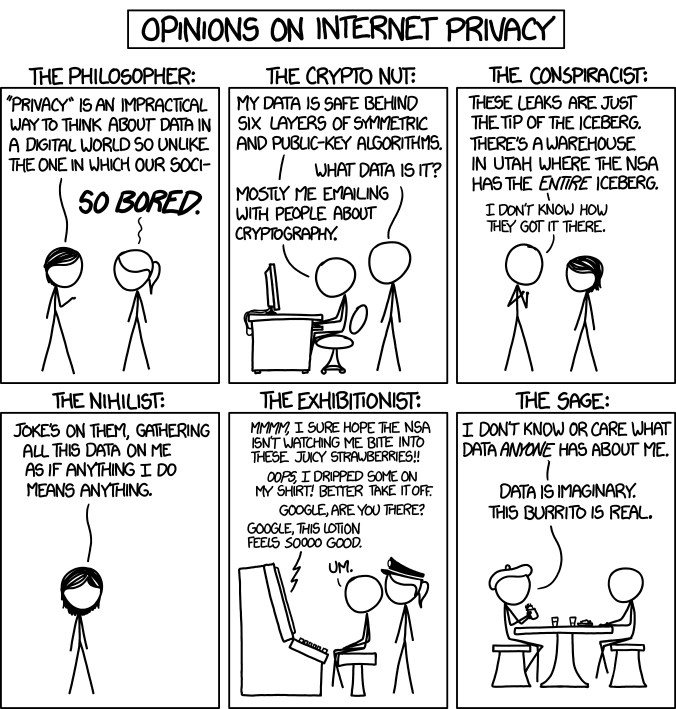 OPINIONS ON INTERNET PRIVACY
THE PHILOSOPHER:
"PRIVACY" IS AN IMPRACTICAL
WAY TO THINK ABOUT DATA IN
A DIGITAL WORLD SO UNLIKE
THE ONE IN WHICH OUR SOCI-
SO BORED.
THE CRYPTO NUT:
MY DATA IS SAFE BEHIND
SIX LAYERS OF SYMMETRIC
AND PUBLIC-KEY ALGORITHMS.
WHAT DATA IS IT?
MOSTLY ME EMAILING
WITH PEOPLE ABOUT
CRYPTOGRAPHY.
THE CONSPIRACIST:
THESE LEAKS ARE JUST
THE TIP OF THE ICEBERG.
THERE'S A WAREHOUSE
IN UTAH WHERE THE NSA
HAS THE ENTIRE ICEBERG.
I DON'T KNOW HOW
THEY GOT IT THERE.
THE NIHILIST:
JOKE'S ON THEM, GATHERING
ALL THIS DATA ON ME
AS IF ANYTHING I DO
MEANS ANYTHING.
THE EXHIBITIONIST:
MMMM, I SURE HOPE THE NSA
ISN'T WATCHING ME BITE INTO
THESE JUICY STRAWBERRIES!!
OOPS, I DRIPPED SOME ON
MY SHIRT! BETTER TAKE IT OFF.
GOOGLE, ARE YOU THERE?
GOOGLE, THIS LOTION
FEELS SOOOO GOOD.
UM.
THE SAGE:
I DON'T KNOW OR CARE WHAT
DATA ANYONE HAS ABOUT ME.
DATA IS IMAGINARY.
THIS BURRITO IS REAL.